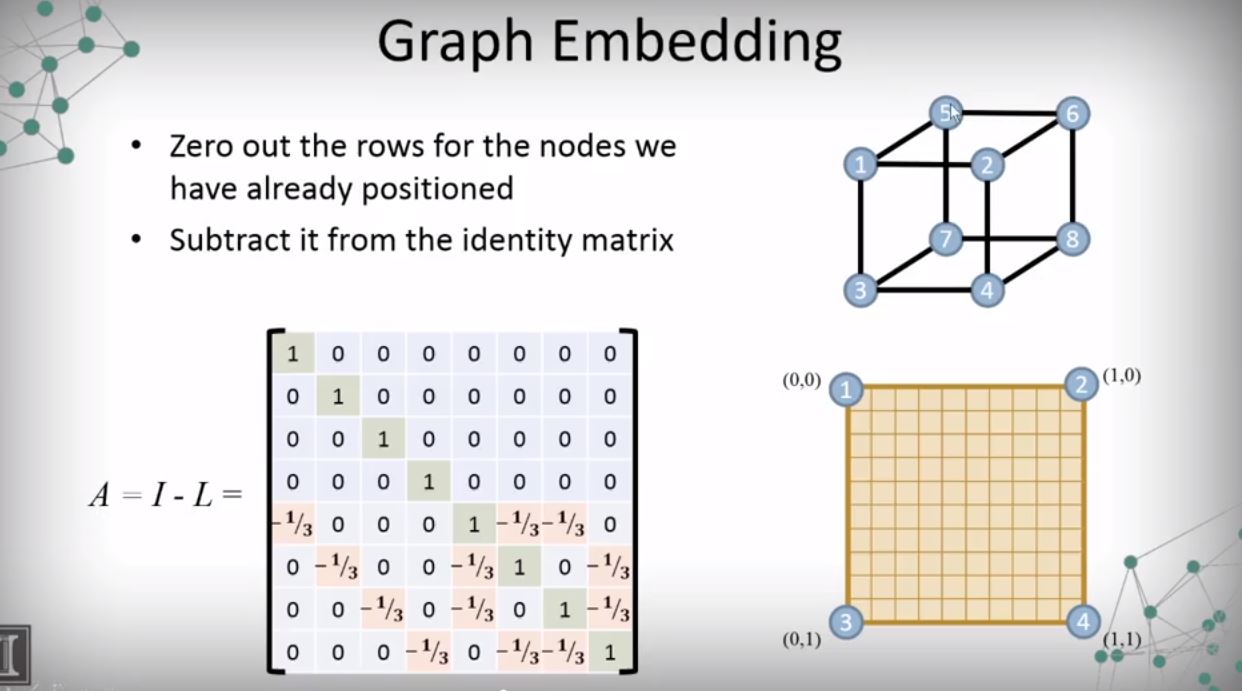 Graph Embedding
• Zero out the rows for the nodes we
have already positioned
• Subtract it from the identity matrix
5 6
1 2
7 8
3 4
A = I - L =
1 0 0 0 0 0 0 0
0 1 0 0 0 0 0 0
0 0 1 0 0 0 0 0
0 0 0 1 0 0 0 0
-1/3 0 0 0 1 -1/3 -1/3 0
0 -1/3 0 0 -1/3 1 0 -1/3
0 0 -1/3 0 -1/3 0 1 -1/3
0 0 0 -1/3 0 -1/3 -1/3 1
(0,0) 1 2 (1,0)
3 4
(0,1) (1,1)